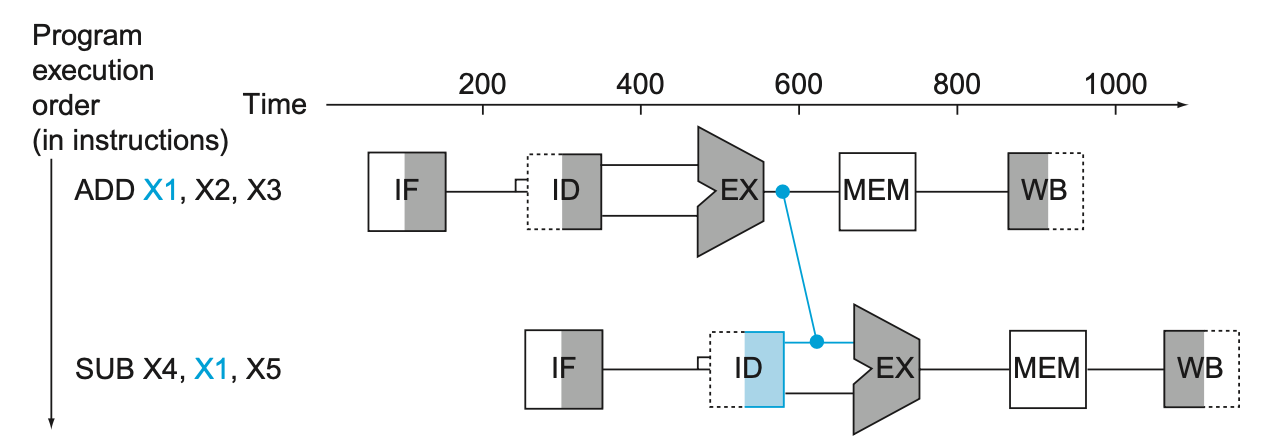 Program
execution
order
(in instructions)
Time
200 400 600 800 1000
ADD X1, X2, X3
IF ID EX MEM WB
SUB X4, X1, X5
IF ID EX MEM WB